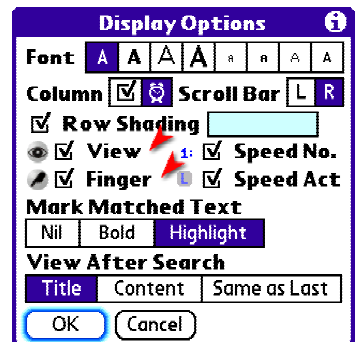 Display Options i
Font A A A A a a A A
Column Scroll Bar L R
Row Shading
View 1: Speed No.
Finger L Speed Act
Mark Matched Text
Nil Bold Highlight
View After Search
Title Content Same as Last
OK Cancel